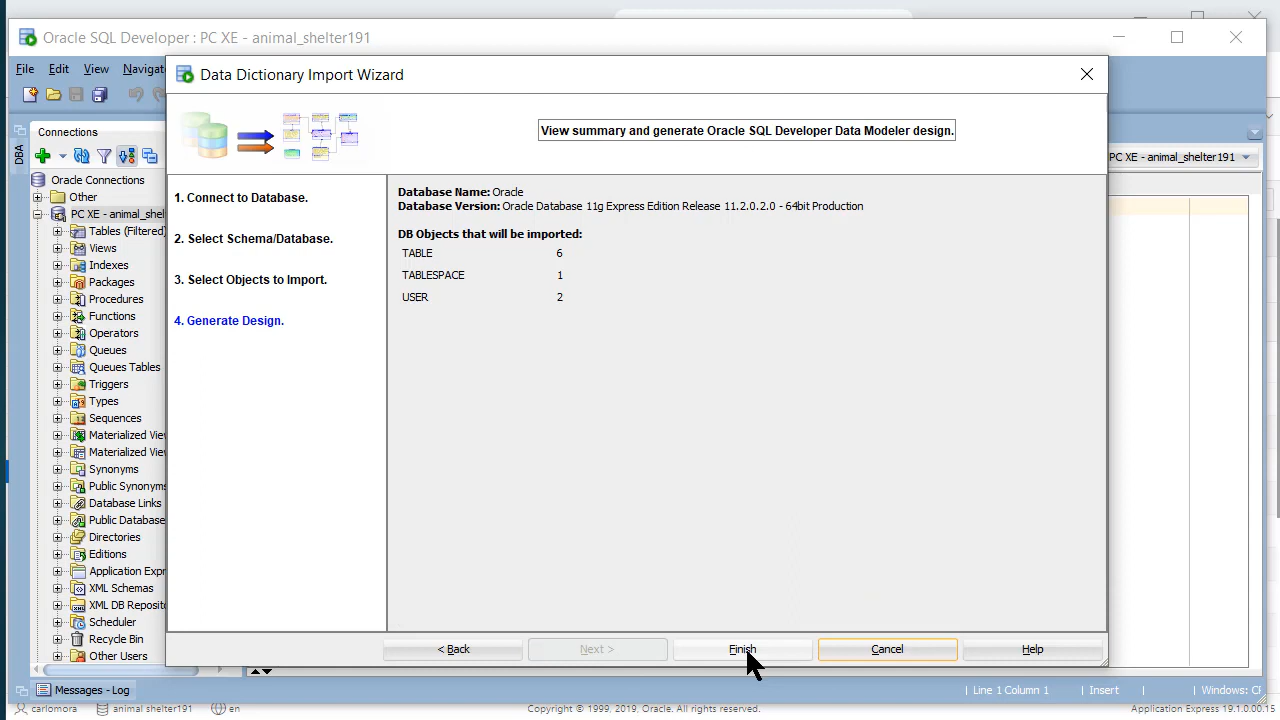 Oracle SQL Developer : PC XE - animal_shelter191
File Edit View Navigat
Data Dictionary Import Wizard
View summary and generate Oracle SQL Developer Data Modeler design.
DBA
Connections
Oracle Connections
Other
PC XE - animal_shel
Tables (Filtered)
Views
Indexes
Packages
Procedures
Functions
Operators
Queues
Queues Tables
Triggers
Types
Sequences
Materialized Vie
Materialized Vie
Synonyms
Public Synonyms
Database Links
Public Database
Directories
Editions
Application Expr
XML Schemas
XML DB Reposito
Scheduler
Recycle Bin
Other Users
1. Connect to Database.
2. Select Schema/Database.
3. Select Objects to Import.
4. Generate Design.
Database Name: Oracle
Database Version: Oracle Database 11g Express Edition Release 11.2.0.2.0 - 64bit Production
DB Objects that will be imported:
TABLE 6
TABLESPACE 1
USER 2
PC XE - animal_shelter191
< Back Next > Finish Cancel Help
Messages - Log
Line 1 Column 1 Insert Windows: CF
carlomora animal shelter191 en Copyright © 1999, 2019, Oracle. All rights reserved. Application Express 19.1.0.00.15